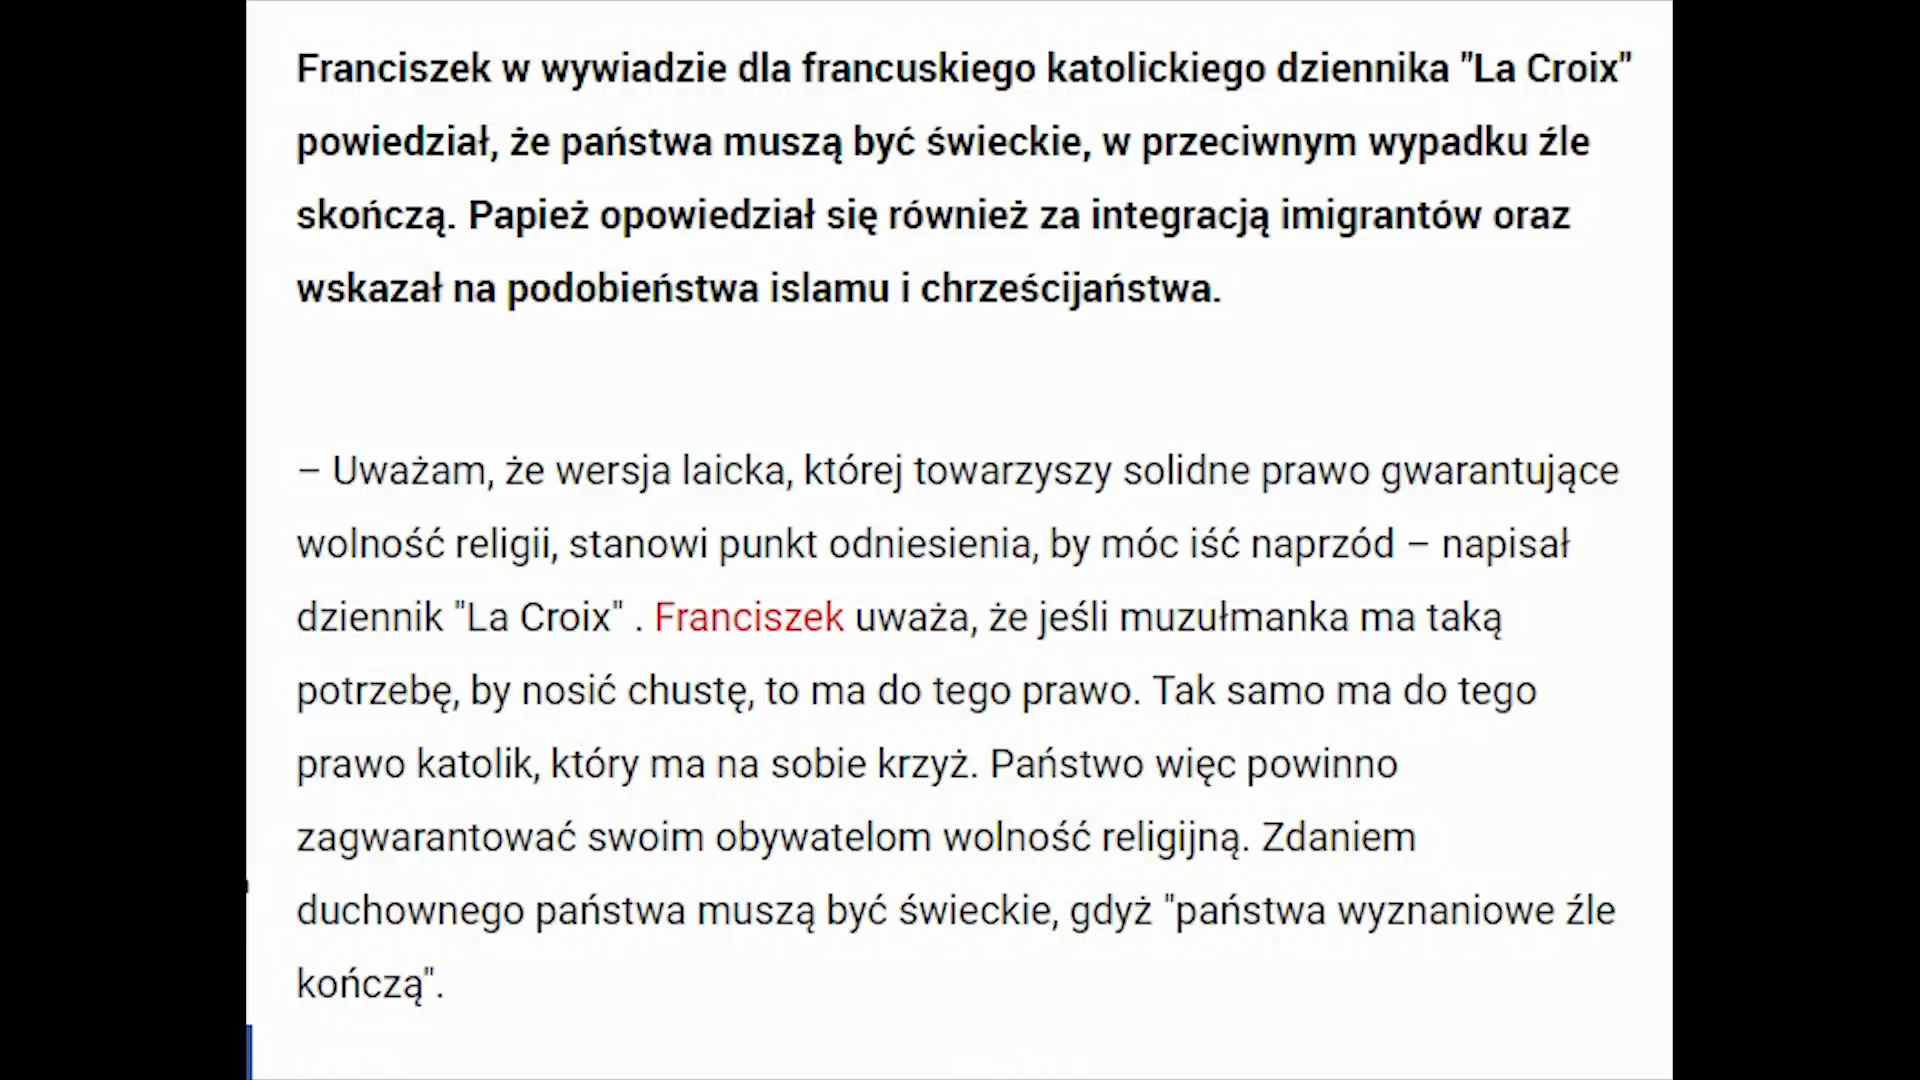 Franciszek w wywiadzie dla francuskiego katolickiego dziennika "La Croix"
powiedział, że państwa muszą być świeckie, w przeciwnym wypadku źle
skończą. Papież opowiedział się również za integracją imigrantów oraz
wskazał na podobieństwa islamu i chrześcijaństwa.
– Uważam, że wersja laicka, której towarzyszy solidne prawo gwarantujące
wolność religii, stanowi punkt odniesienia, by móc iść naprzód – napisał
dziennik "La Croix" . Franciszek uważa, że jeśli muzułmanka ma taką
potrzebę, by nosić chustę, to ma do tego prawo. Tak samo ma do tego
prawo katolik, który ma na sobie krzyż. Państwo więc powinno
zagwarantować swoim obywatelom wolność religijną. Zdaniem
duchownego państwa muszą być świeckie, gdyż "państwa wyznaniowe źle
kończą".